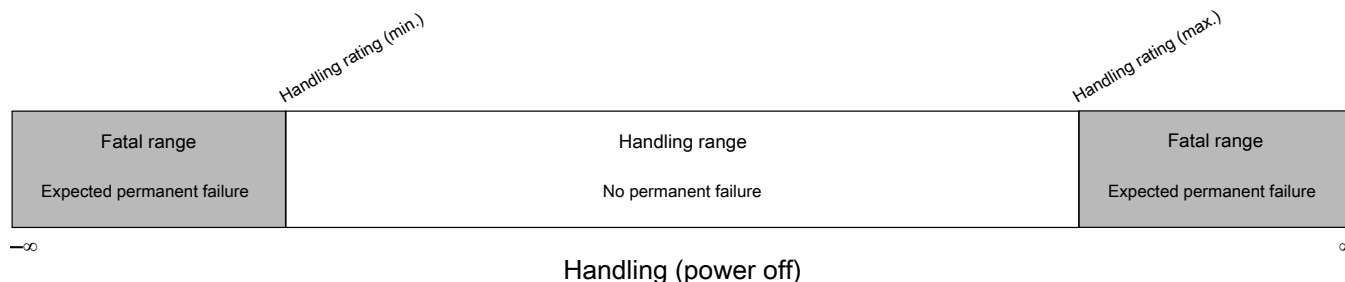 Handling rating (min.)
Handling rating (max.)
Fatal range
Handling range
Fatal range
Expected permanent failure
No permanent failure
Expected permanent failure
–∞
∞
Handling (power off)